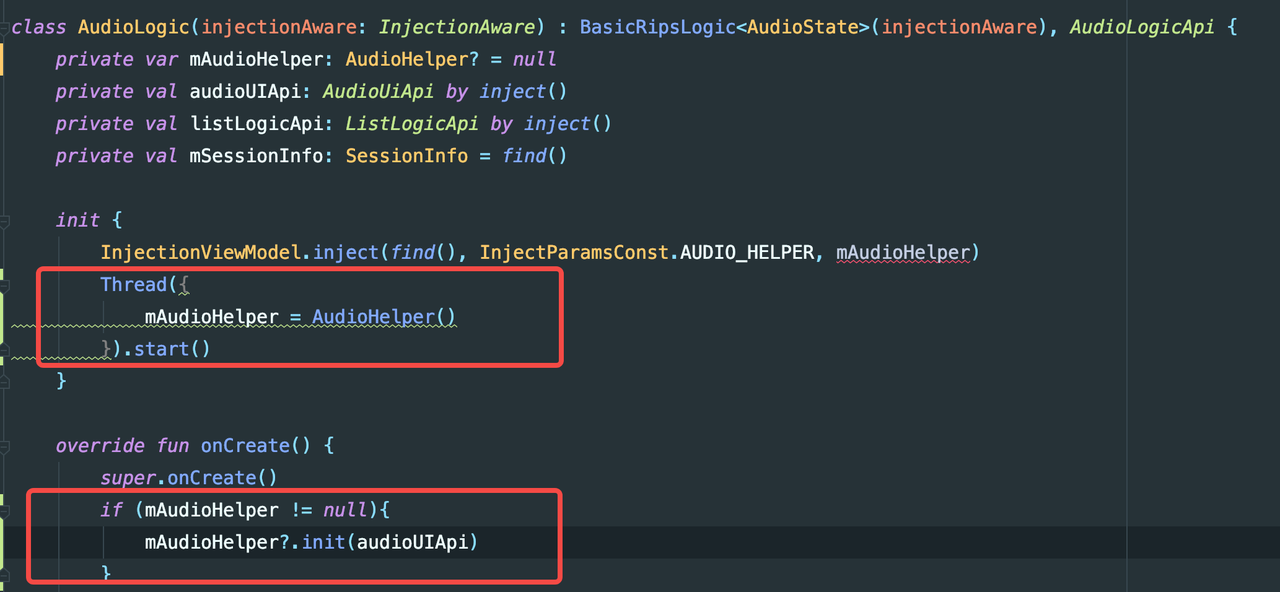 class AudioLogic(injectionAware: InjectionAware) : BasicRipsLogic<AudioState>(injectionAware), AudioLogicApi {
    private var mAudioHelper: AudioHelper? = null
    private val audioUIApi: AudioUiApi by inject()
    private val listLogicApi: ListLogicApi by inject()
    private val mSessionInfo: SessionInfo = find()
    init {
        InjectionViewModel.inject(find(), InjectParamsConst.AUDIO_HELPER, mAudioHelper)
        Thread({
            mAudioHelper = AudioHelper()
        }).start()
    }
    override fun onCreate() {
        super.onCreate()
        if (mAudioHelper != null){
            mAudioHelper?.init(audioUIApi)
        }